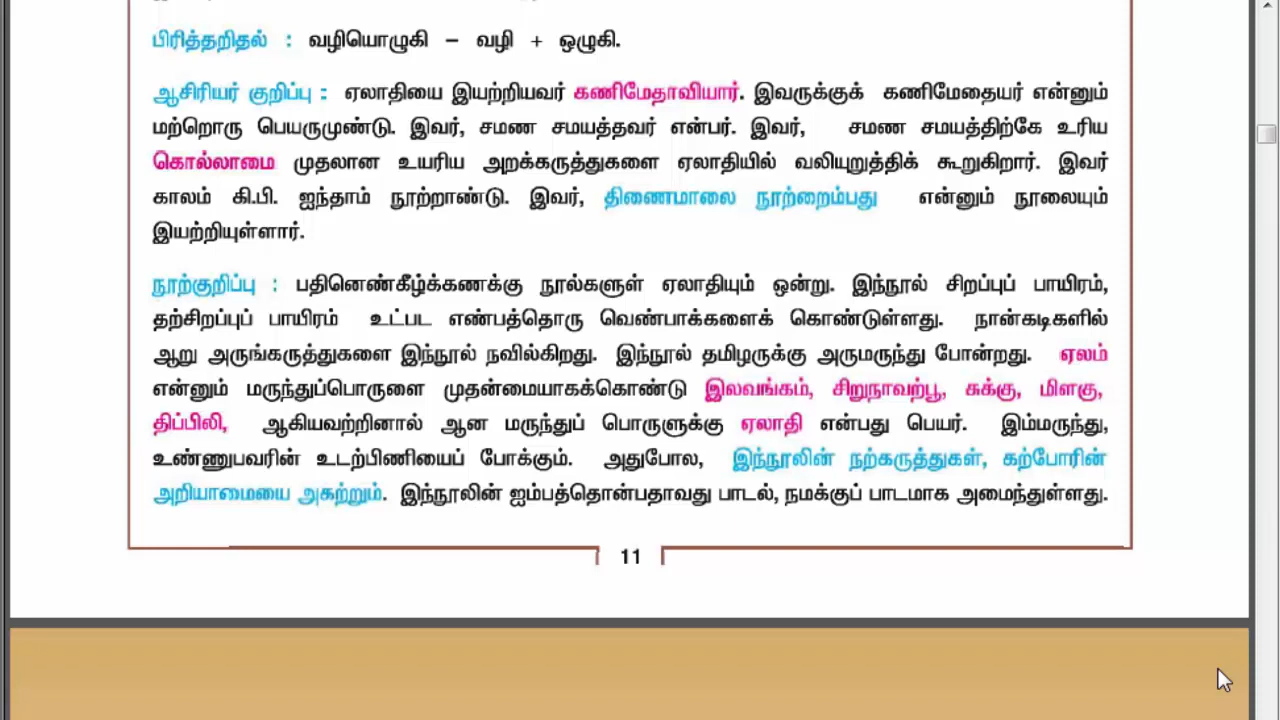 பிரித்தறிதல் : வழியொழுகி – வழி + ஒழுகி.
ஆசிரியர் குறிப்பு : ஏலாதியை இயற்றியவர் கணிமேதாவியார். இவருக்குக் கணிமேதையர் என்னும்
மற்றொரு பெயருமுண்டு. இவர், சமண சமயத்தவர் என்பர். இவர், சமண சமயத்திற்கே உரிய
கொல்லாமை முதலான உயரிய அறக்கருத்துகளை ஏலாதியில் வலியுறுத்திக் கூறுகிறார். இவர்
காலம் கி.பி. ஐந்தாம் நூற்றாண்டு. இவர், திணைமாலை நூற்றைம்பது என்னும் நூலையும்
இயற்றியுள்ளார்.
நூற்குறிப்பு : பதினெண்கீழ்க்கணக்கு நூல்களுள் ஏலாதியும் ஒன்று. இந்நூல் சிறப்புப் பாயிரம்,
தற்சிறப்புப் பாயிரம் உட்பட எண்பத்தொரு வெண்பாக்களைக் கொண்டுள்ளது. நான்கடிகளில்
ஆறு அருங்கருத்துகளை இந்நூல் நவில்கிறது. இந்நூல் தமிழருக்கு அருமருந்து போன்றது. ஏலம்
என்னும் மருந்துப்பொருளை முதன்மையாகக்கொண்டு இலவங்கம், சிறுநாவற்பூ, சுக்கு, மிளகு,
திப்பிலி, ஆகியவற்றினால் ஆன மருந்துப் பொருளுக்கு ஏலாதி என்பது பெயர். இம்மருந்து,
உண்ணுபவரின் உடற்பிணியைப் போக்கும். அதுபோல, இந்நூலின் நற்கருத்துகள், கற்போரின்
அறியாமையை அகற்றும். இந்நூலின் ஐம்பத்தொன்பதாவது பாடல், நமக்குப் பாடமாக அமைந்துள்ளது.
11